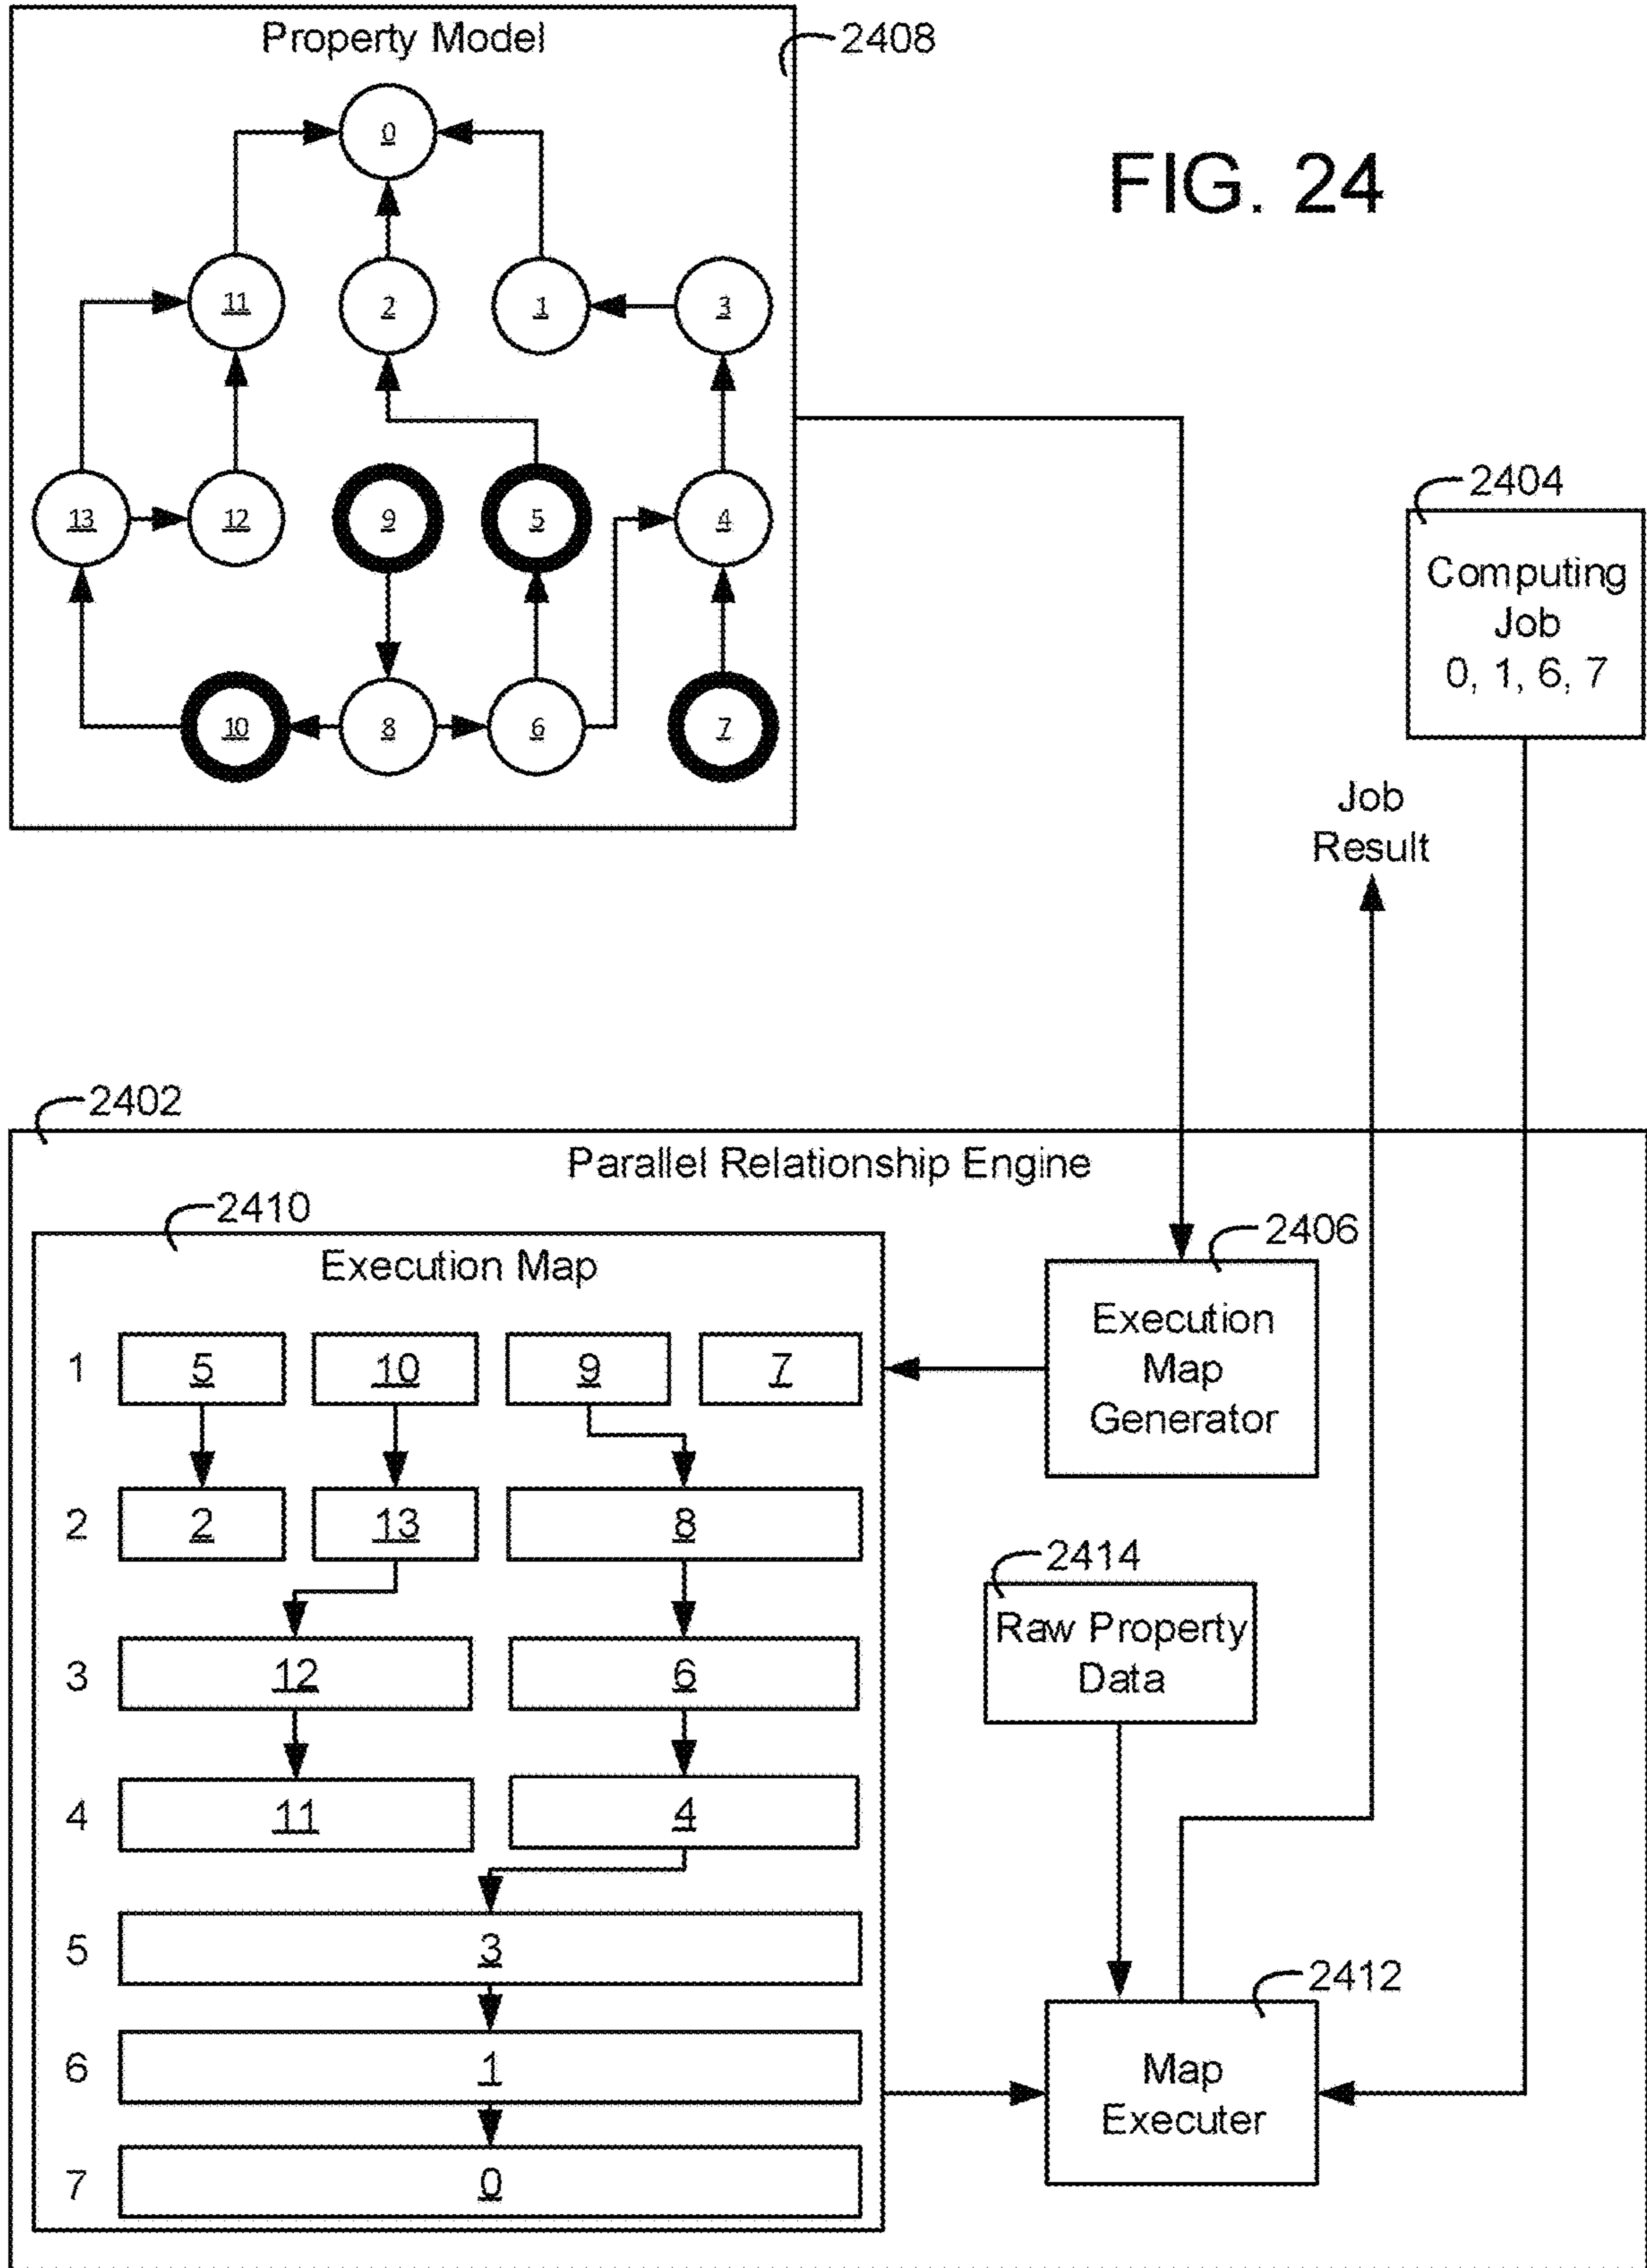 Property Model
2408
0
FIG. 24
11
2
1
3
13
12
9
5
4
10
8
6
7
2404
Computing
Job
0, 1, 6, 7
Job
Result
2402
Parallel Relationship Engine
2410
Execution Map
2406
Execution
Map
Generator
1
5
10
9
7
2
2
13
8
2414
Raw Property
Data
3
12
6
4
11
4
5
3
2412
Map
Executer
6
1
7
0